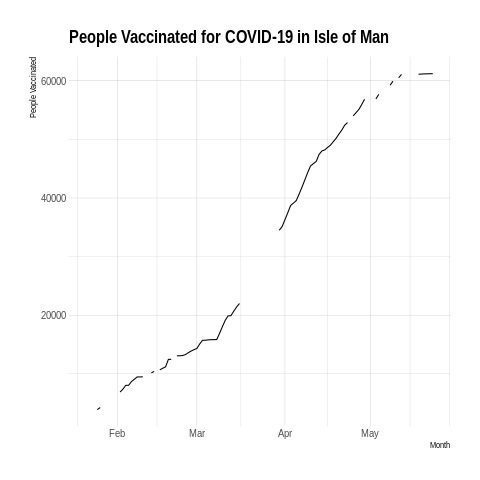 People Vaccinated for COVID-19 in Isle of Man
People Vaccinated
60000
40000
20000
Feb Mar Apr May
Month